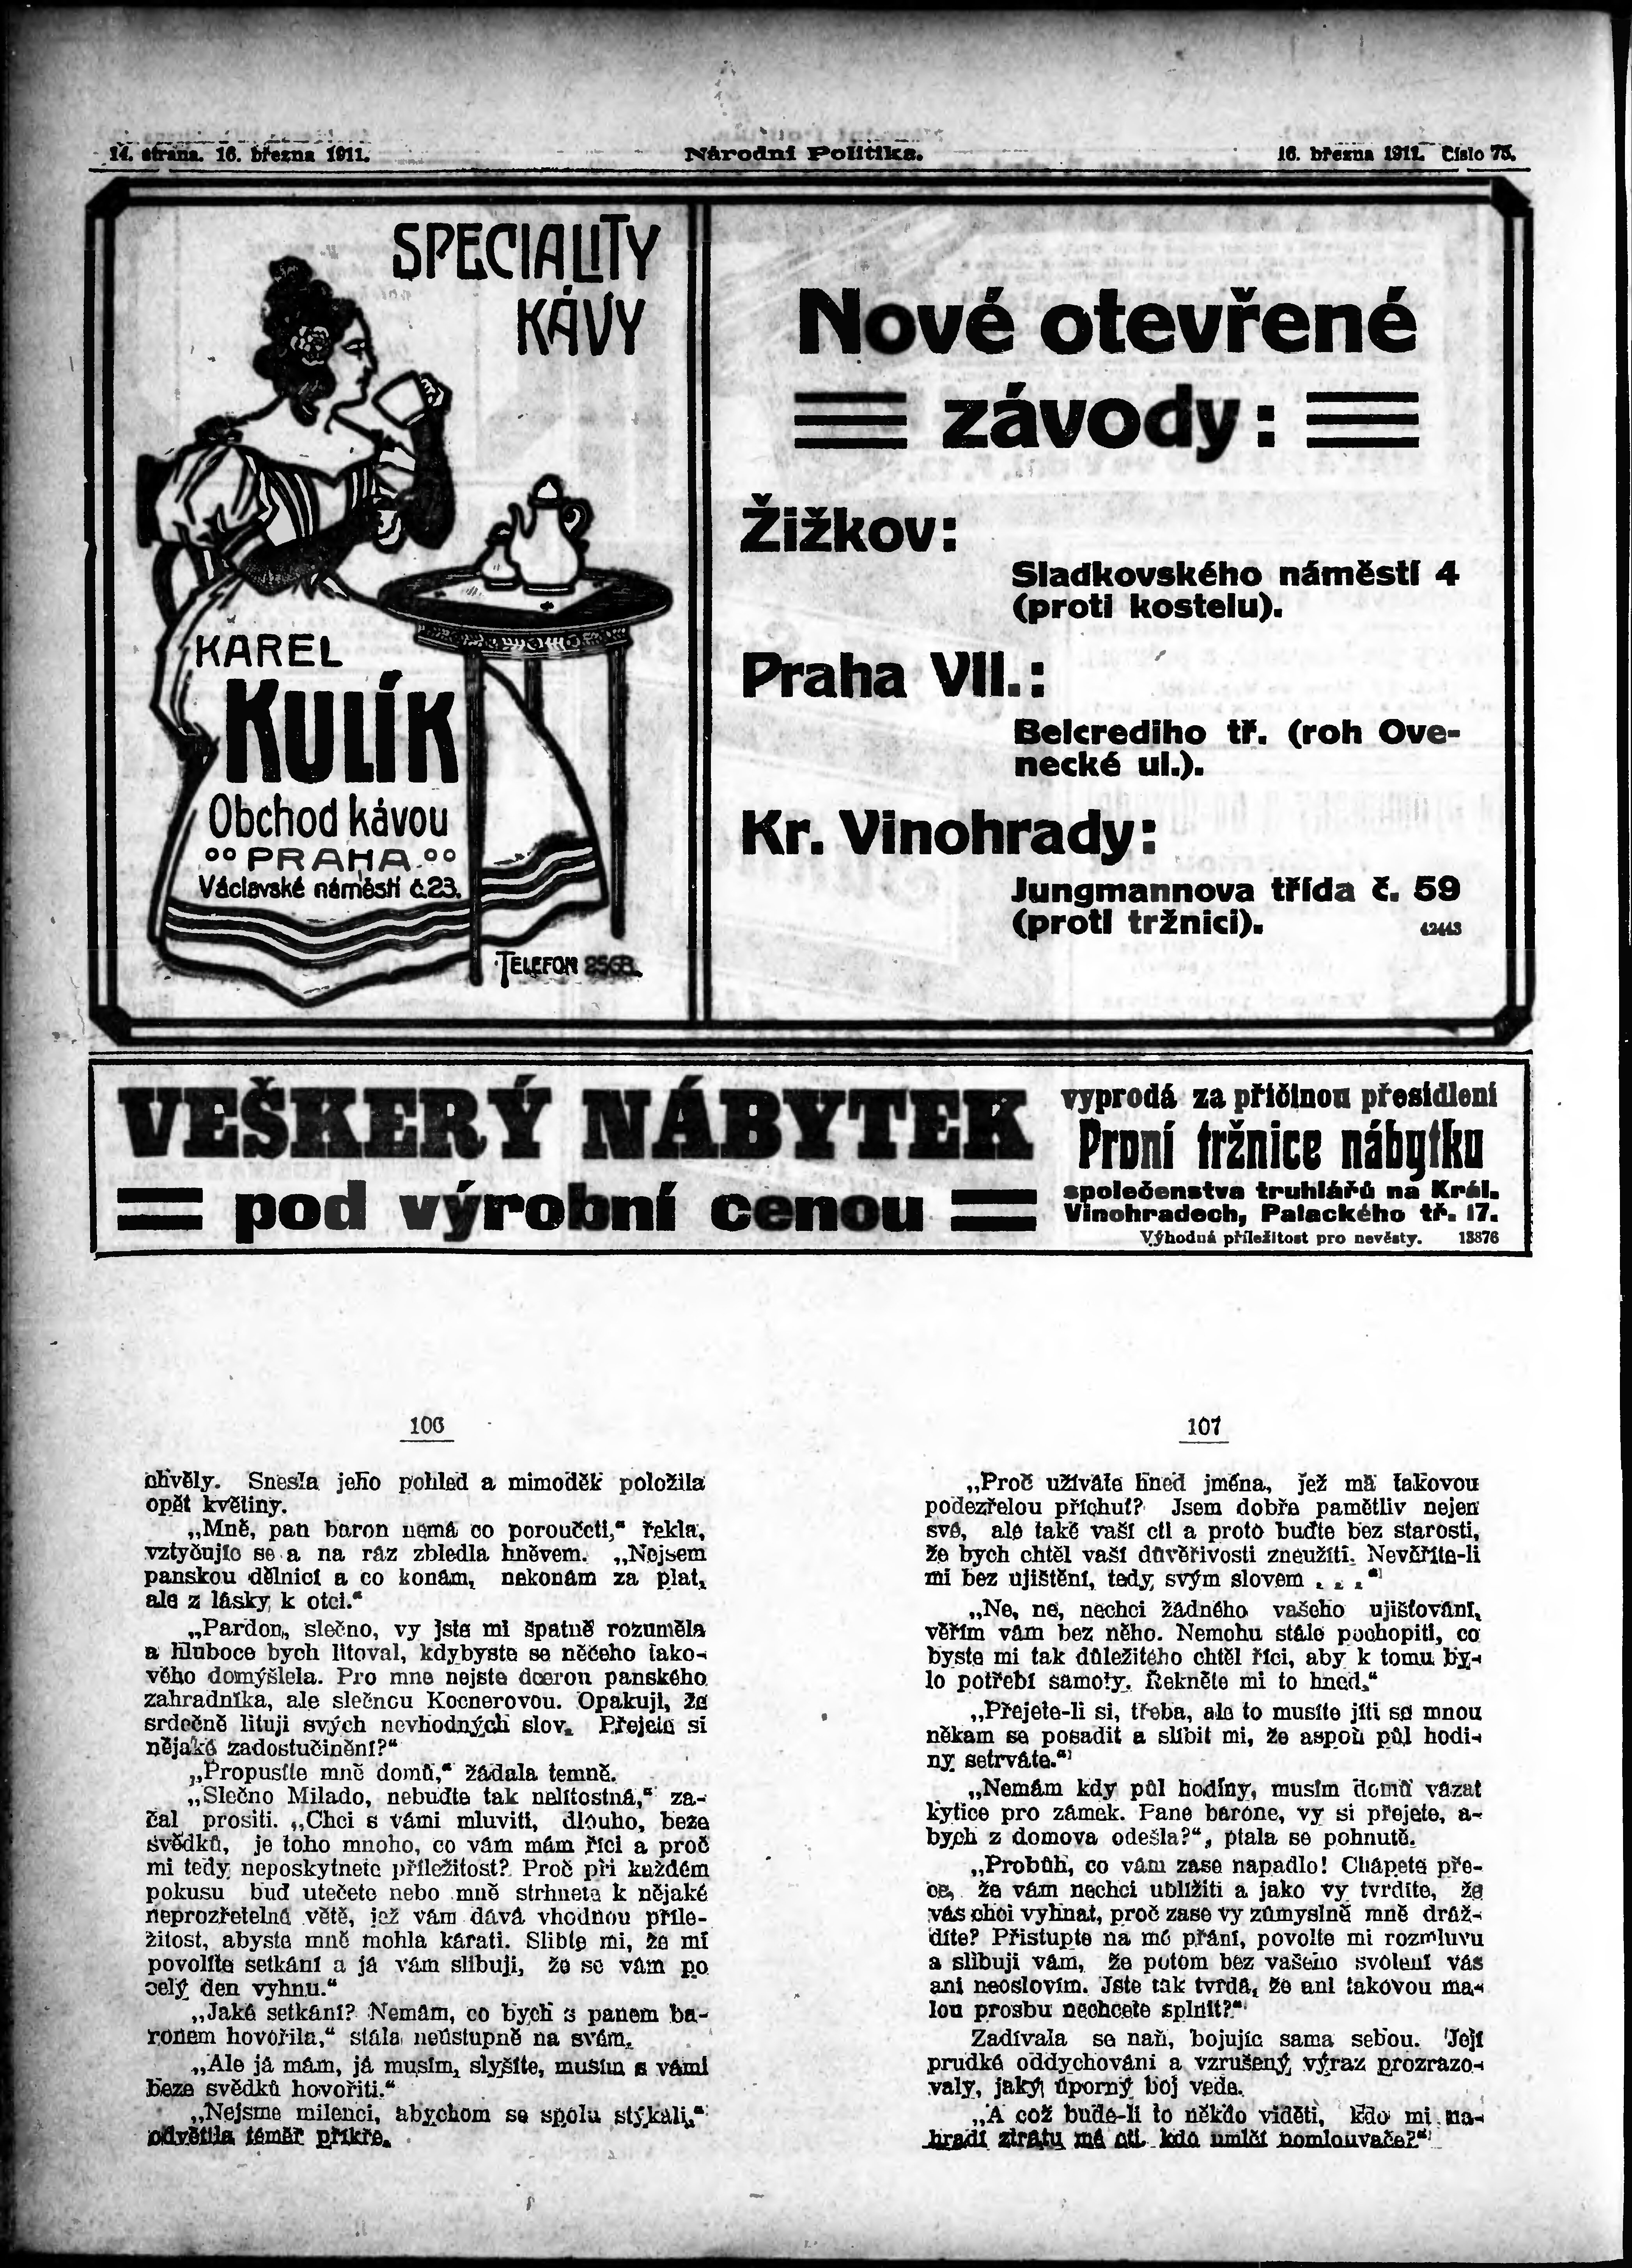 14. strana. 16. března 1911.
Národní Politika.
16. března 1911. Číslo 75.
SPECIALITY
KÁVY
KAREL
KULÍK
Obchod kávou
PRAHA
Václavské náměstí č.23.
TELEFON 2568.
Nové otevřené
závody:
Žižkov:
Sladkovského náměstí 4
(proti kostelu).
Praha VII.:
Belcrediho tř. (roh Ove-
necké ul.).
Kr. Vinohrady:
Jungmannova třída č. 59
(proti tržnici).
42443
VEŠKERÝ NÁBYTEK
pod výrobní cenou
vyprodá za příčinou přesídlení
První tržnice nábytku
společenstva truhlářů na Král.
Vinohradech, Palackého tř. 17.
Výhodná příležitost pro nevěsty. 13876
106
chvěly. Snesla jeho pohled a mimoděk položila
opět květiny.
„Mně, pan baron nemá co poroučeti,“ řekla,
vztyčujíc se a na ráz zbledla hněvem. „Nejsem
panskou dělnicí a co konám, nekonám za plat,
ale z lásky k otci.“
„Pardon, slečno, vy jste mi špatně rozuměla
a hluboce bych litoval, kdybyste se něčeho tako-
vého domýšlela. Pro mne nejste dcerou panského
zahradníka, ale slečnou Kocnerovou. Opakuji, že
srdečně lituji svých nevhodných slov. Přejete si
nějaké zadostučinění?“
„Propusťte mně domů,“ žádala temně.
„Slečno Milado, nebuďte tak nelítostná,“ za-
čal prositi. „Chci s vámi mluviti, dlouho, beze
svědků, je toho mnoho, co vám mám říci a proč
mi tedy neposkytnete příležitost? Proč při každém
pokusu buď utečete nebo mně strhnete k nějaké
neprozřetelné větě, jež vám dává vhodnou příle-
žitost, abyste mně mohla kárati. Slibte mi, že mi
povolíte setkání a já vám slibuji, že se vám po
celý den vyhnu.“
„Jaké setkání? Nemám, co bych s panem ba-
ronem hovořila,“ stála neústupně na svém.
„Ale já mám, já musím, slyšíte, musím s vámi
beze svědků hovořiti.“
„Nejsme milenci, abychom se spolu stýkali,“
odvětila téměř příkře.
107
„Proč užíváte hned jména, jež má takovou
podezřelou příchuť? Jsem dobře pamětliv nejen
své, ale také vaší cti a proto buďte bez starosti,
že bych chtěl vaší důvěřivosti zneužíti. Nevěříte-li
mi bez ujištění, tedy svým slovem . . .“
„Ne, ne, nechci žádného vašeho ujišťování,
věřím vám bez něho. Nemohu stále pochopiti, co
byste mi tak důležitého chtěl říci, aby k tomu by-
lo potřebí samoty. Řekněte mi to hned.“
„Přejete-li si, třeba, ale to musíte jíti se mnou
někam se posadit a slíbit mi, že aspoň půl hodi-
ny setrváte.“
„Nemám kdy půl hodiny, musím domů vázat
kytice pro zámek. Pane barone, vy si přejete, a-
bych z domova odešla?“, ptala se pohnutě.
„Probůh, co vám zase napadlo! Chápete pře-
ce, že vám nechci ublížiti a jako vy tvrdíte, že
vás chci vyhnat, proč zase vy zúmyslně mně dráž-
díte? Přistupte na mé přání, povolte mi rozmluvu
a slibuji vám, že potom bez vašeho svolení vás
ani neoslovím. Jste tak tvrdá, že ani takovou ma-
lou prosbu nechcete splnit?“
Zadívala se naň, bojujíc sama sebou. Její
prudké oddychování a vzrušený výraz prozrazo-
valy, jaký úporný boj vede.
„A což bude-li to někdo viděti, kdo mi na-
hradí ztrátu mé cti, kdo umlčí pomlouvače?“